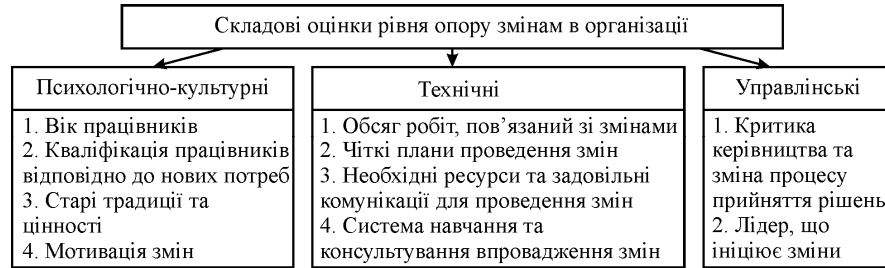 Складові оцінки рівня опору змінам в організації
Психологічно-культурні
1. Вік працівників
2. Кваліфікація працівників
відповідно до нових потреб
3. Старі традиції та
цінності
4. Мотивація змін
Технічні
1. Обсяг робіт, пов’язаний зі змінами
2. Чіткі плани проведення змін
3. Необхідні ресурси та задовільні
комунікації для проведення змін
4. Система навчання та
консультування впровадження змін
Управлінські
1. Критика
керівництва та
зміна процесу
прийняття рішень
2. Лідер, що
ініціює зміни